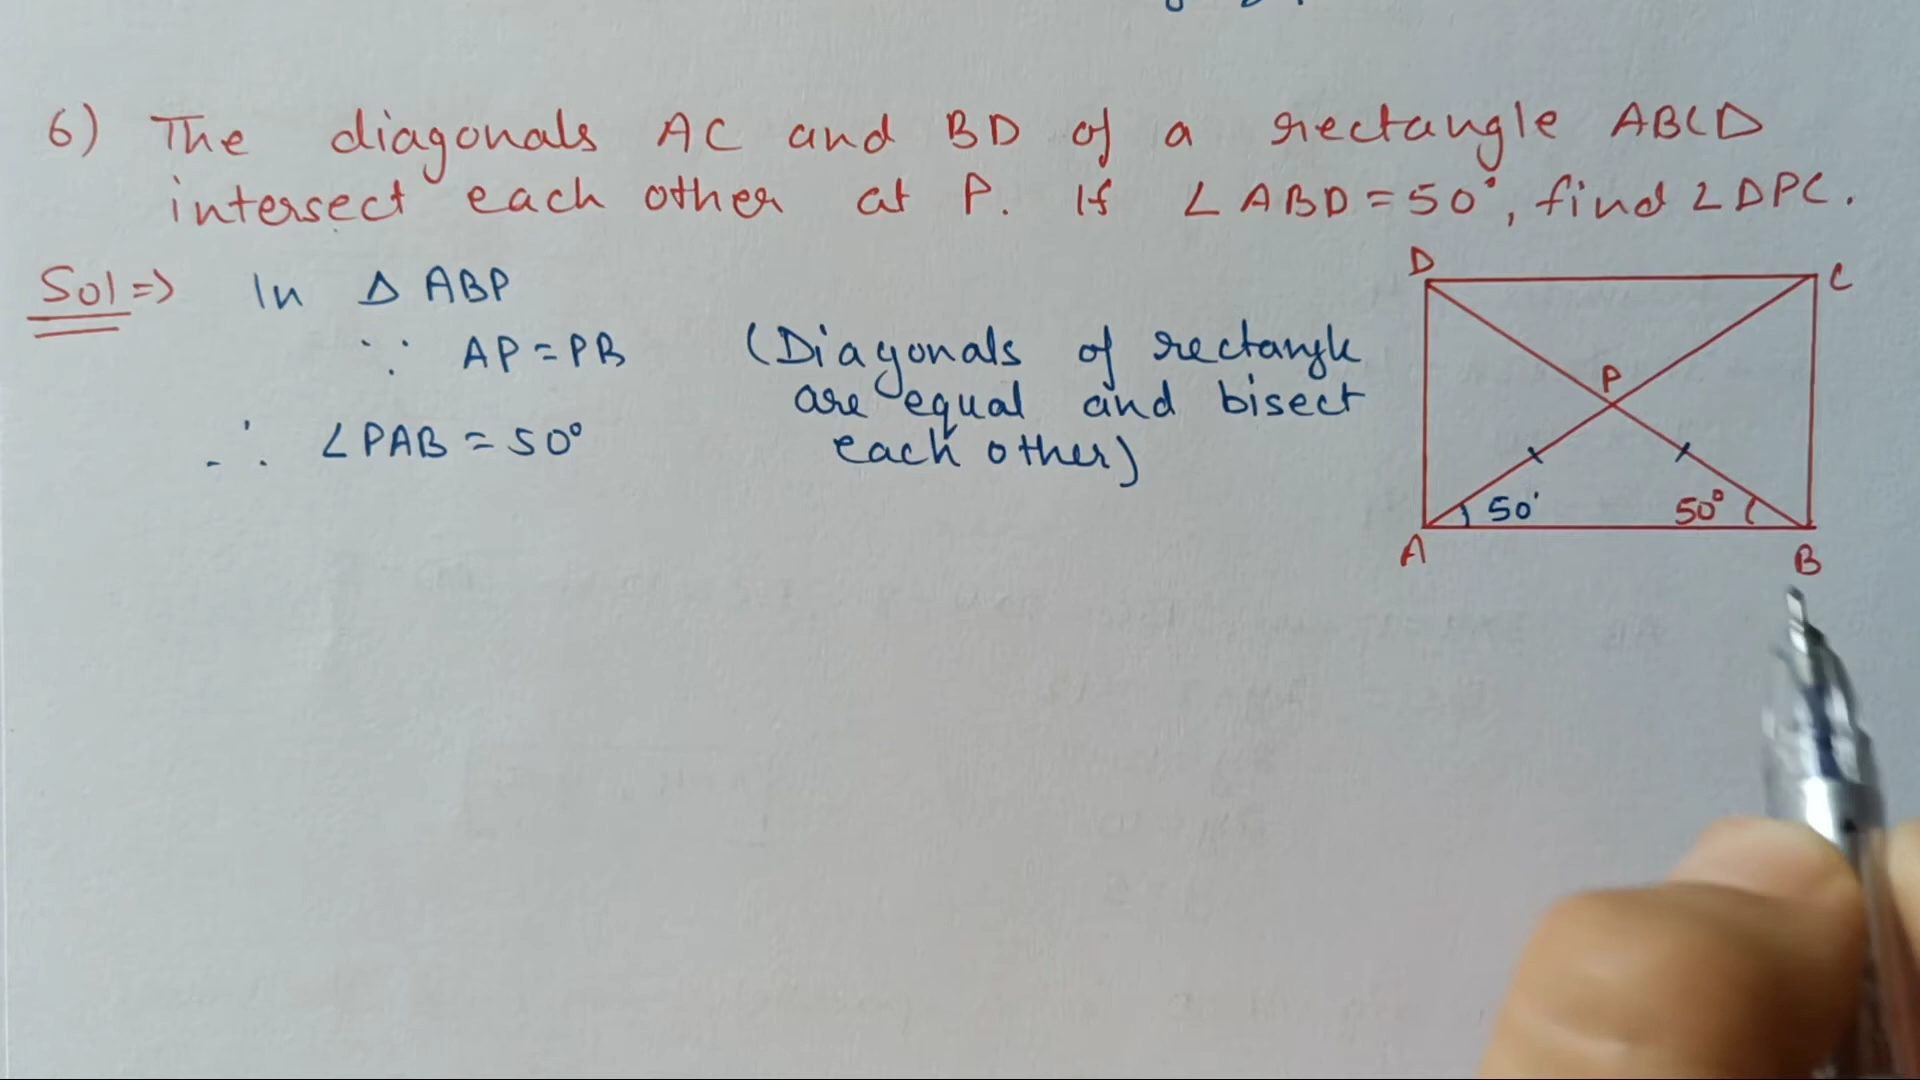 6) The diagonals AC and BD of a rectangle ABCD
intersect each other at P. If ∠ABD=50°, find ∠DPC.
Sol => In Δ ABP
∵ AP=PB (Diagonals of rectangle
are equal and bisect
∴ ∠PAB = 50° each other)
D
C
P
50°
50°
A
B